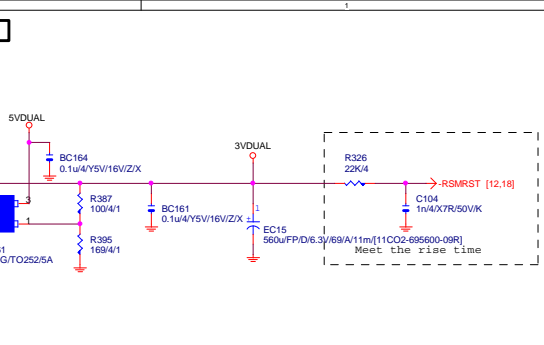 1
5VDUAL
BC164
0.1u/4/Y5V/16V/Z/X
3VDUAL
R326
22K/4
-RSMRST [12,18]
3
1
R387
100/4/1
BC161
0.1u/4/Y5V/16V/Z/X
1
+
EC15
560u/FP/D/6.3V/69/A/11m/[11CO2-695600-09R]
C104
1n/4/X7R/50V/K
Meet the rise time
R395
169/4/1
1
G/TO252/5A